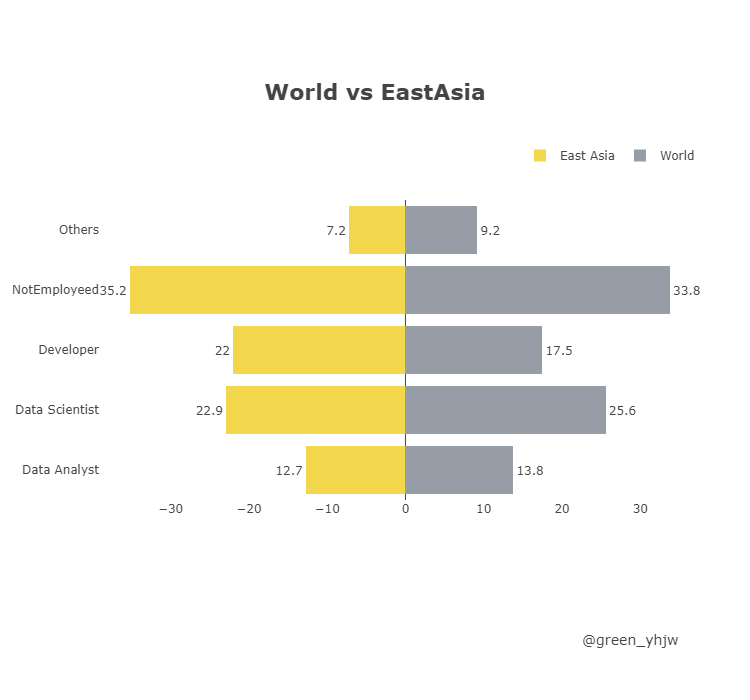 World vs EastAsia
East Asia World
Others 7.2 9.2
NotEmployeed 35.2 33.8
Developer 22 17.5
Data Scientist 22.9 25.6
Data Analyst 12.7 13.8
−30 −20 −10 0 10 20 30
@green_yhjw